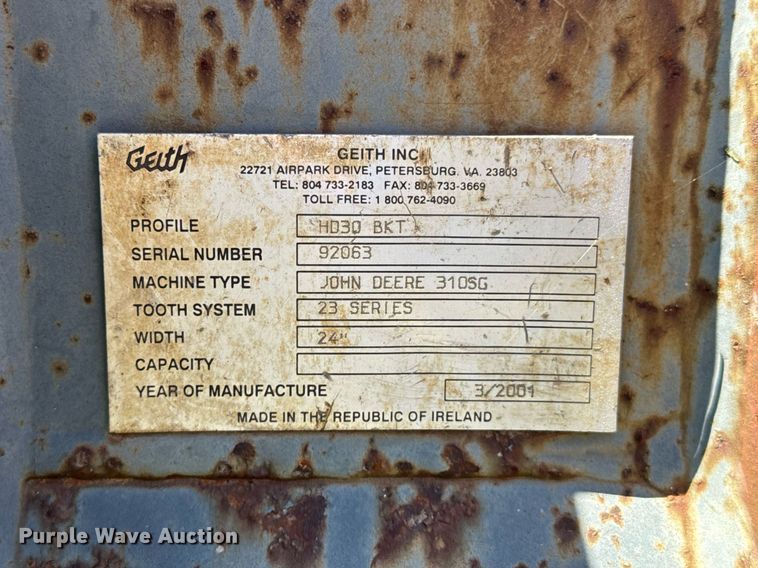 Geith
GEITH INC
22721 AIRPARK DRIVE, PETERSBURG. VA. 23803
TEL: 804 733-2183 FAX: 804 733-3669
TOLL FREE: 1 800 762-4090
PROFILE HD30 BKT
SERIAL NUMBER 92063
MACHINE TYPE JOHN DEERE 310SG
TOOTH SYSTEM 23 SERIES
WIDTH 24"
CAPACITY
YEAR OF MANUFACTURE 3/2001
MADE IN THE REPUBLIC OF IRELAND
Purple Wave Auction